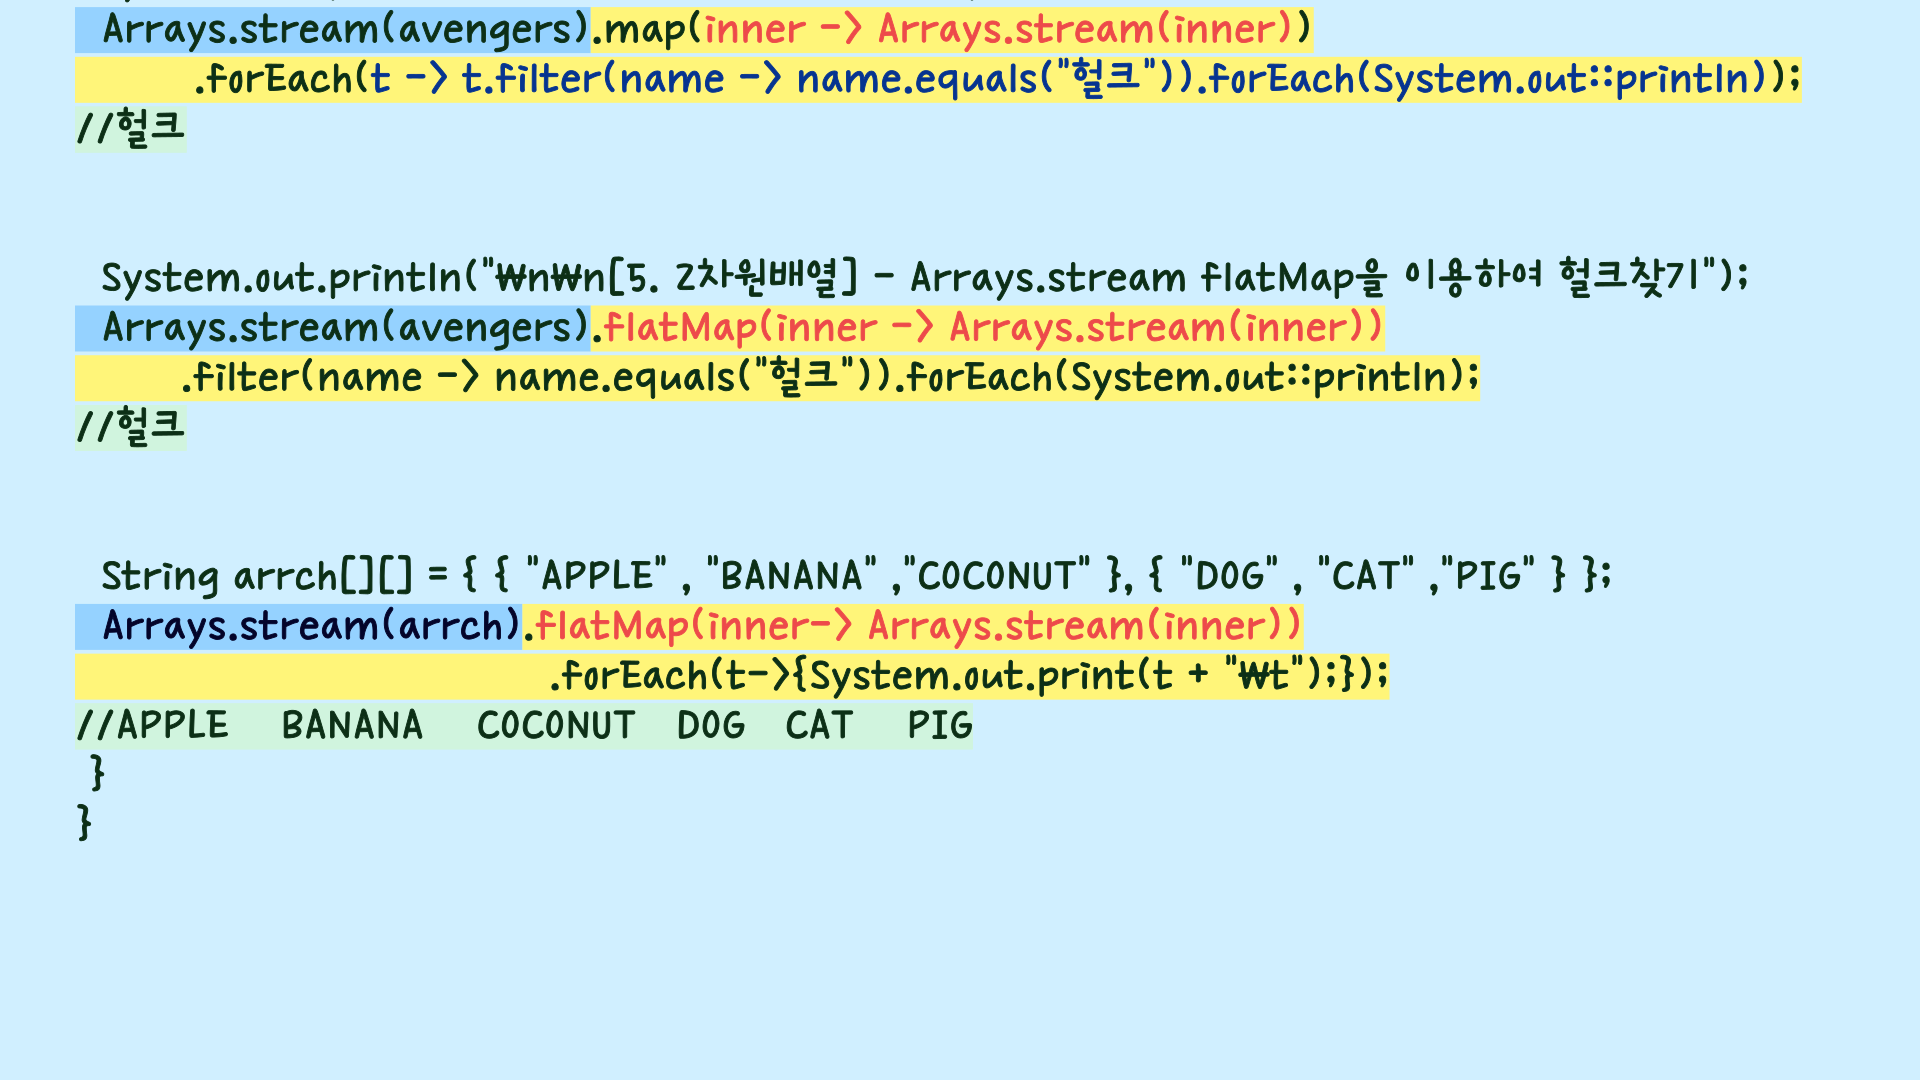 Arrays.stream(avengers).map(inner -> Arrays.stream(inner))
.forEach(t -> t.filter(name -> name.equals("헐크")).forEach(System.out::println));
//헐크
System.out.println("₩n₩n[5. 2차원배열] - Arrays.stream flatMap을 이용하여 헐크찾기");
Arrays.stream(avengers).flatMap(inner -> Arrays.stream(inner))
.filter(name -> name.equals("헐크")).forEach(System.out::println);
//헐크
String arrch[][] = { { "APPLE" , "BANANA" ,"COCONUT" }, { "DOG" , "CAT" ,"PIG" } };
Arrays.stream(arrch).flatMap(inner-> Arrays.stream(inner))
.forEach(t->{System.out.print(t + "₩t");});
//APPLE BANANA COCONUT DOG CAT PIG
}
}